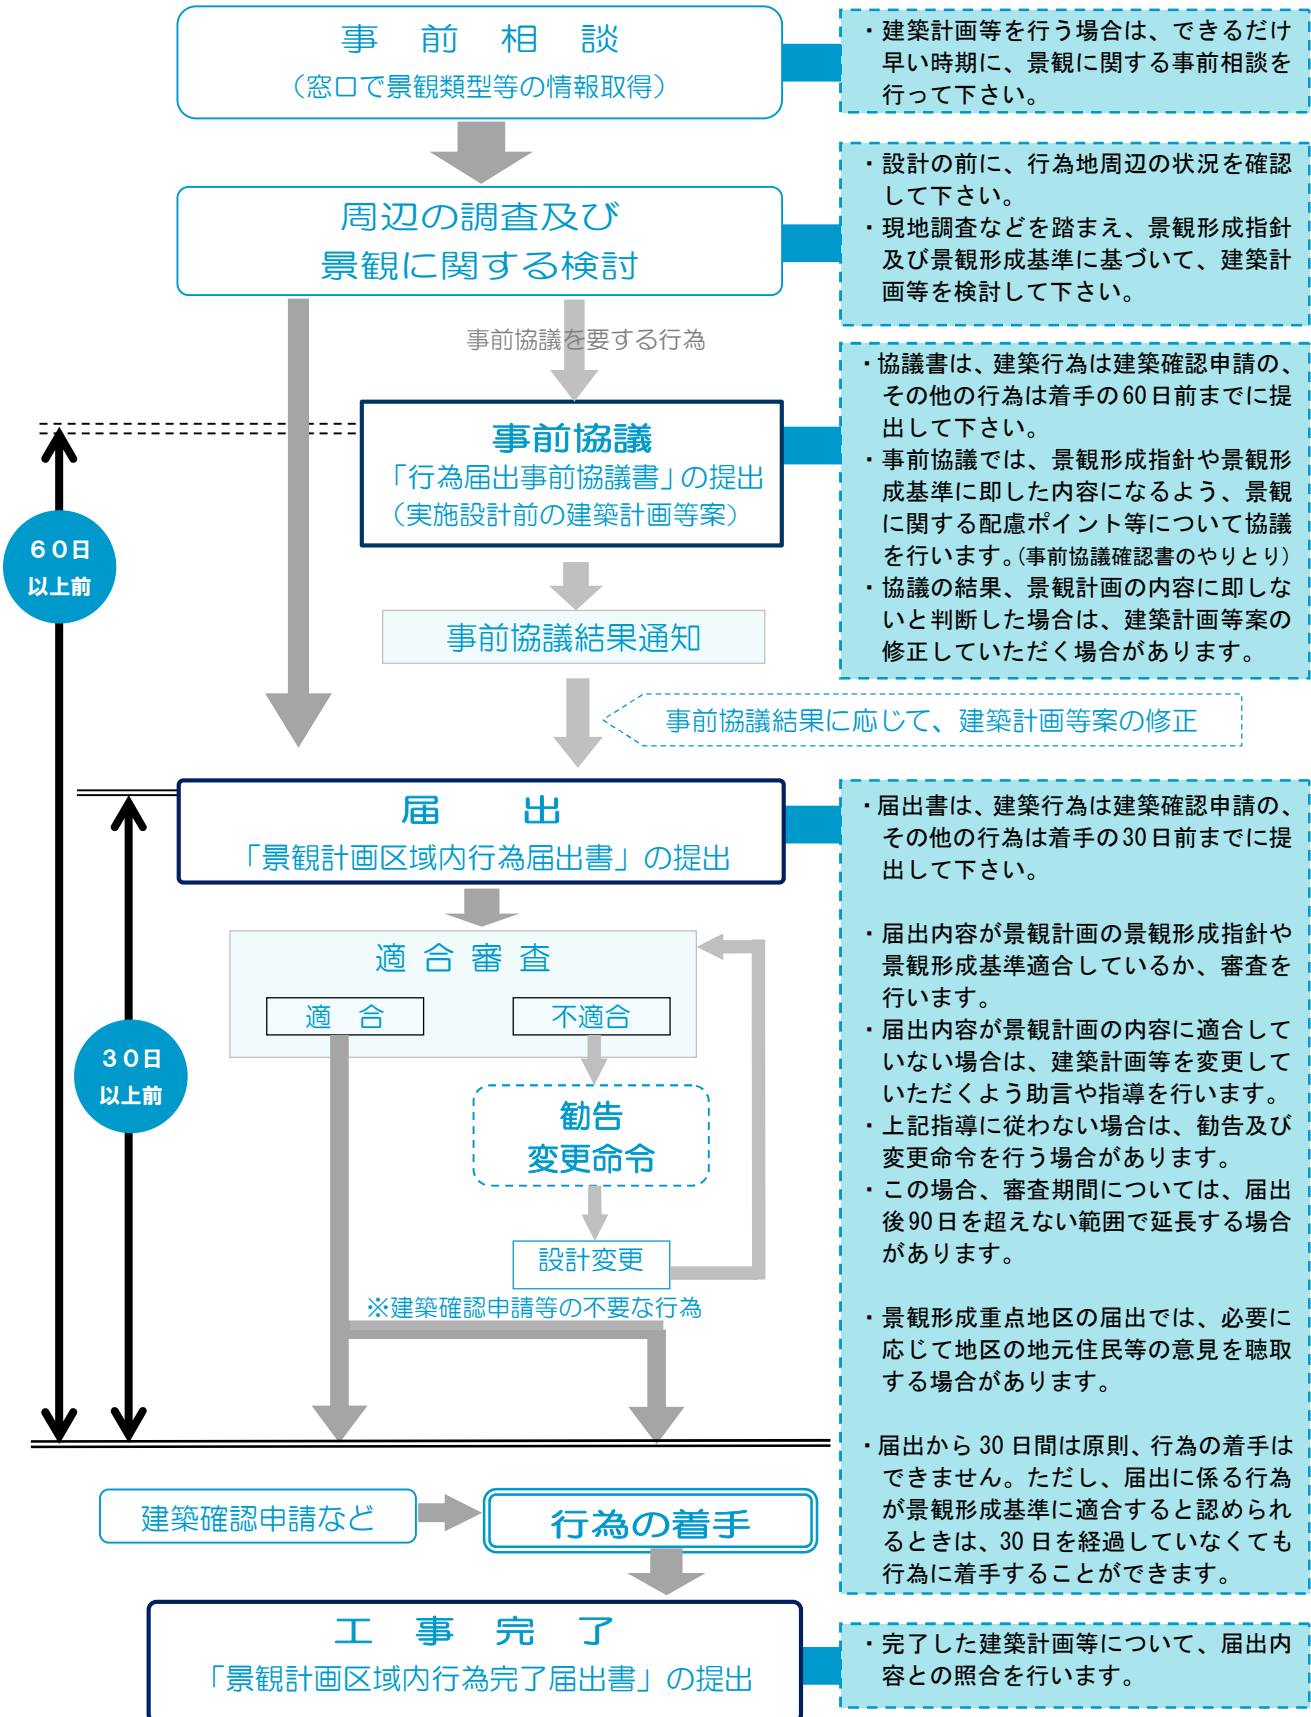 事前相談
（窓口で景観類型等の情報取得）
・建築計画等を行う場合は、できるだけ
早い時期に、景観に関する事前相談を
行って下さい。
周辺の調査及び
景観に関する検討
・設計の前に、行為地周辺の状況を確認
して下さい。
・現地調査などを踏まえ、景観形成指針
及び景観形成基準に基づいて、建築計
画等を検討して下さい。
事前協議を要する行為
事前協議
「行為届出事前協議書」の提出
（実施設計前の建築計画等案）
・協議書は、建築行為は建築確認申請の、
その他の行為は着手の60日前までに提
出して下さい。
・事前協議では、景観形成指針や景観形
成基準に即した内容になるよう、景観
に関する配慮ポイント等について協議
を行います。(事前協議確認書のやりとり)
・協議の結果、景観計画の内容に即しな
いと判断した場合は、建築計画等案の
修正していただく場合があります。
６０日
以上前
事前協議結果通知
事前協議結果に応じて、建築計画等案の修正
届出
「景観計画区域内行為届出書」の提出
・届出書は、建築行為は建築確認申請の、
その他の行為は着手の30日前までに提
出して下さい。
・届出内容が景観計画の景観形成指針や
景観形成基準適合しているか、審査を
行います。
・届出内容が景観計画の内容に適合して
いない場合は、建築計画等を変更して
いただくよう助言や指導を行います。
・上記指導に従わない場合は、勧告及び
変更命令を行う場合があります。
・この場合、審査期間については、届出
後90日を超えない範囲で延長する場合
があります。
・景観形成重点地区の届出では、必要に
応じて地区の地元住民等の意見を聴取
する場合があります。
・届出から 30 日間は原則、行為の着手は
できません。ただし、届出に係る行為
が景観形成基準に適合すると認められ
るときは、30 日を経過していなくても
行為に着手することができます。
適合審査
適合
不適合
３０日
以上前
勧告
変更命令
設計変更
※建築確認申請等の不要な行為
建築確認申請など
行為の着手
工事完了
「景観計画区域内行為完了届出書」の提出
・完了した建築計画等について、届出内
容との照合を行います。